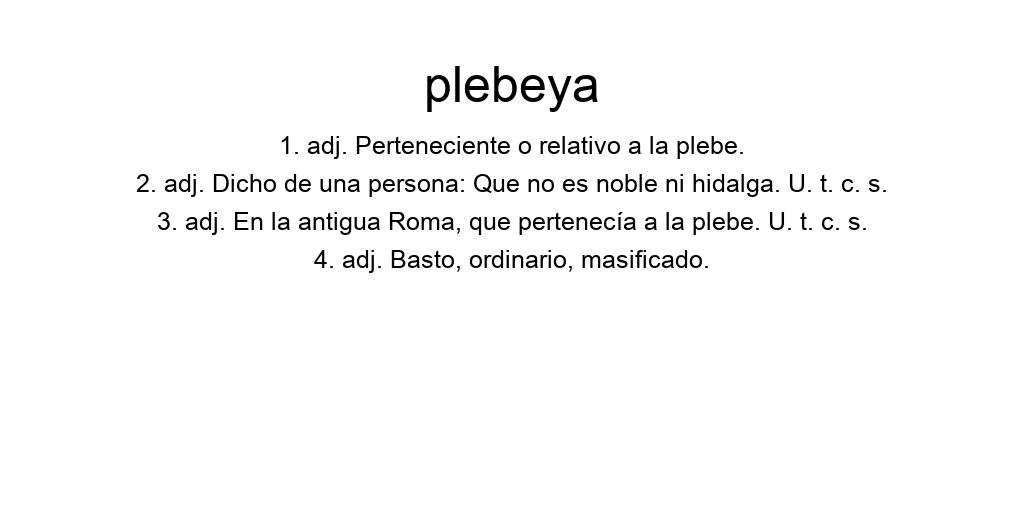 plebeya
1. adj. Perteneciente o relativo a la plebe.
2. adj. Dicho de una persona: Que no es noble ni hidalga. U. t. c. s.
3. adj. En la antigua Roma, que pertenecía a la plebe. U. t. c. s.
4. adj. Basto, ordinario, masificado.